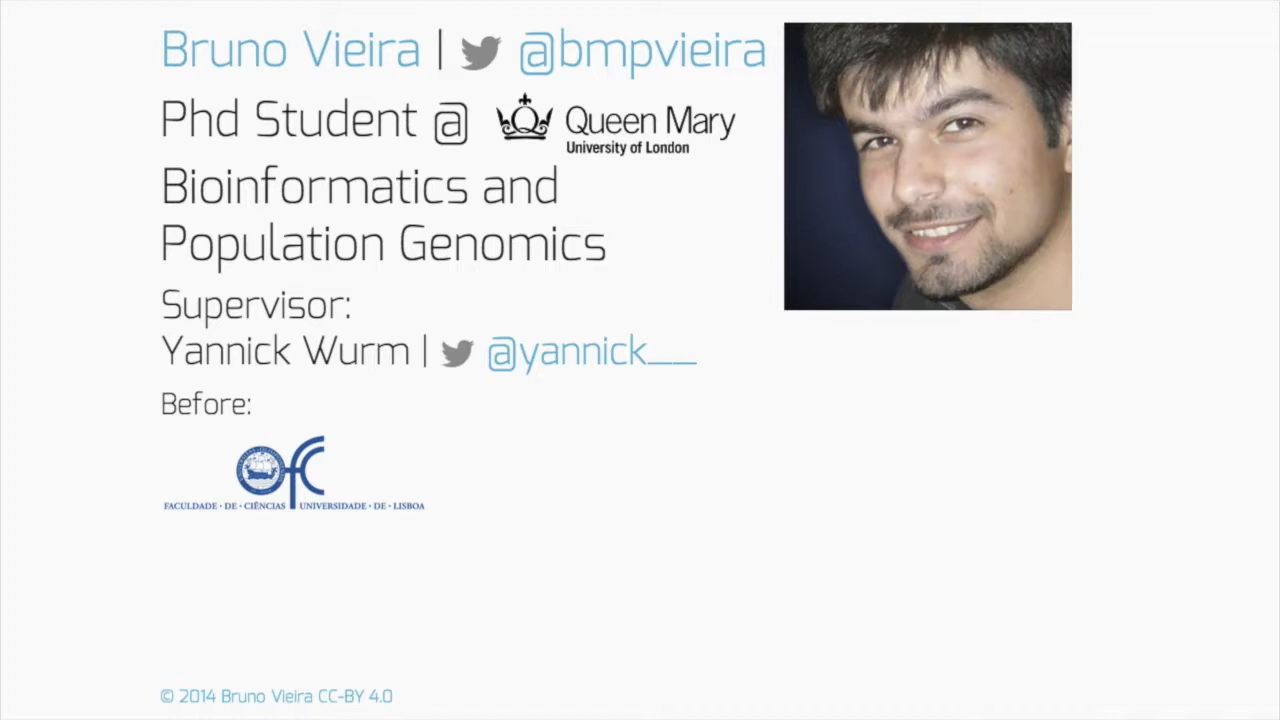 Bruno Vieira | @bmpvieira
Phd Student @ Queen Mary
University of London
Bioinformatics and
Population Genomics
Supervisor:
Yannick Wurm | @yannick__
Before:
fC
FACULDADE · DE · CIÊNCIAS UNIVERSIDADE · DE · LISBOA
© 2014 Bruno Vieira CC-BY 4.0